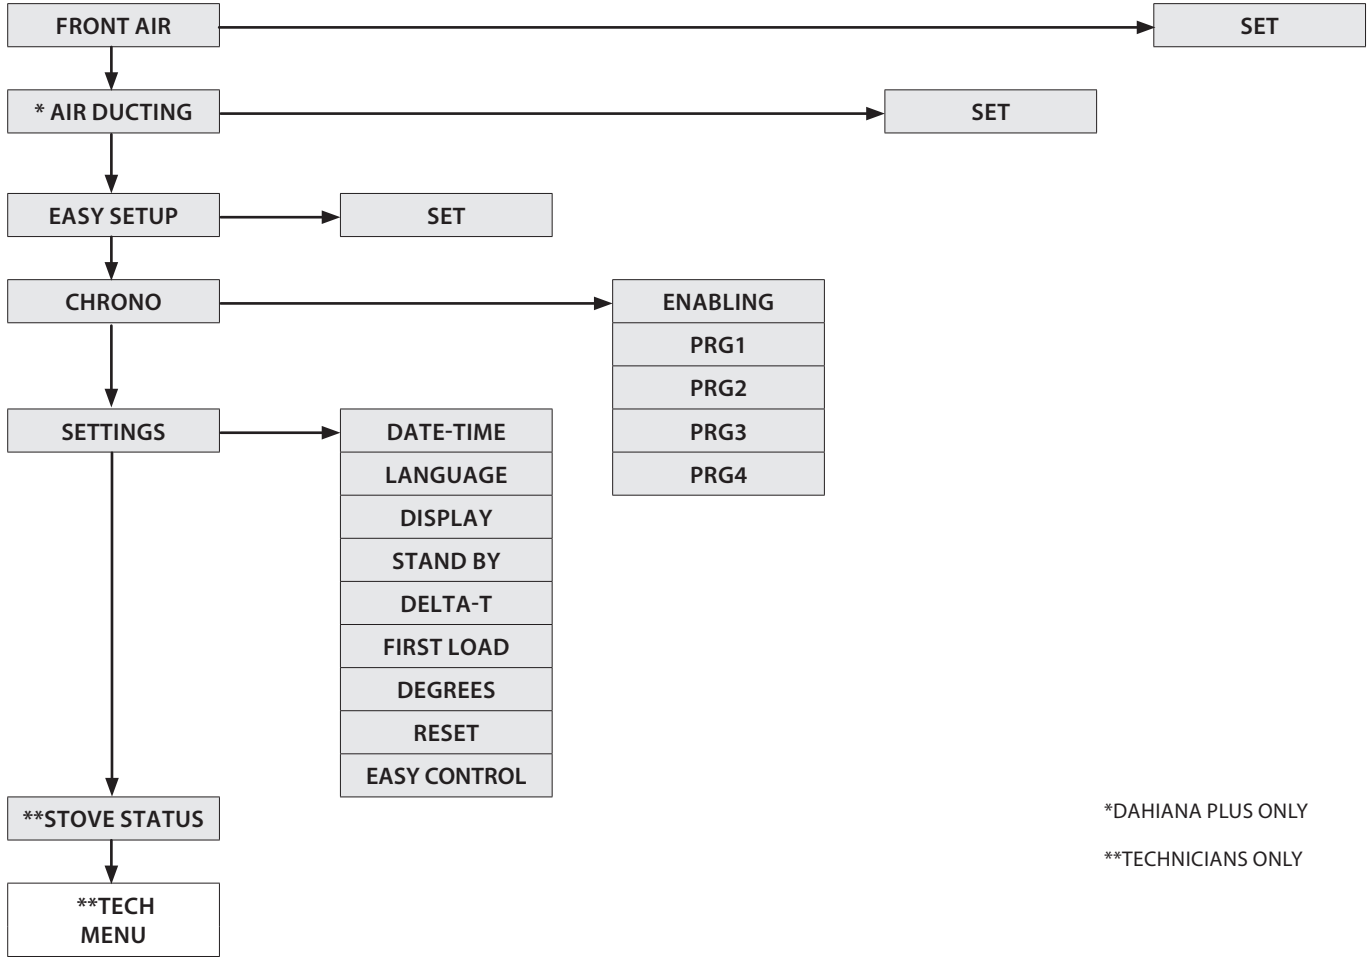 FRONT AIR
SET
* AIR DUCTING
SET
EASY SETUP
SET
CHRONO
ENABLING
PRG1
PRG2
PRG3
PRG4
SETTINGS
DATE-TIME
LANGUAGE
DISPLAY
STAND BY
DELTA-T
FIRST LOAD
DEGREES
RESET
EASY CONTROL
**STOVE STATUS
**TECH
MENU
*DAHIANA PLUS ONLY
**TECHNICIANS ONLY